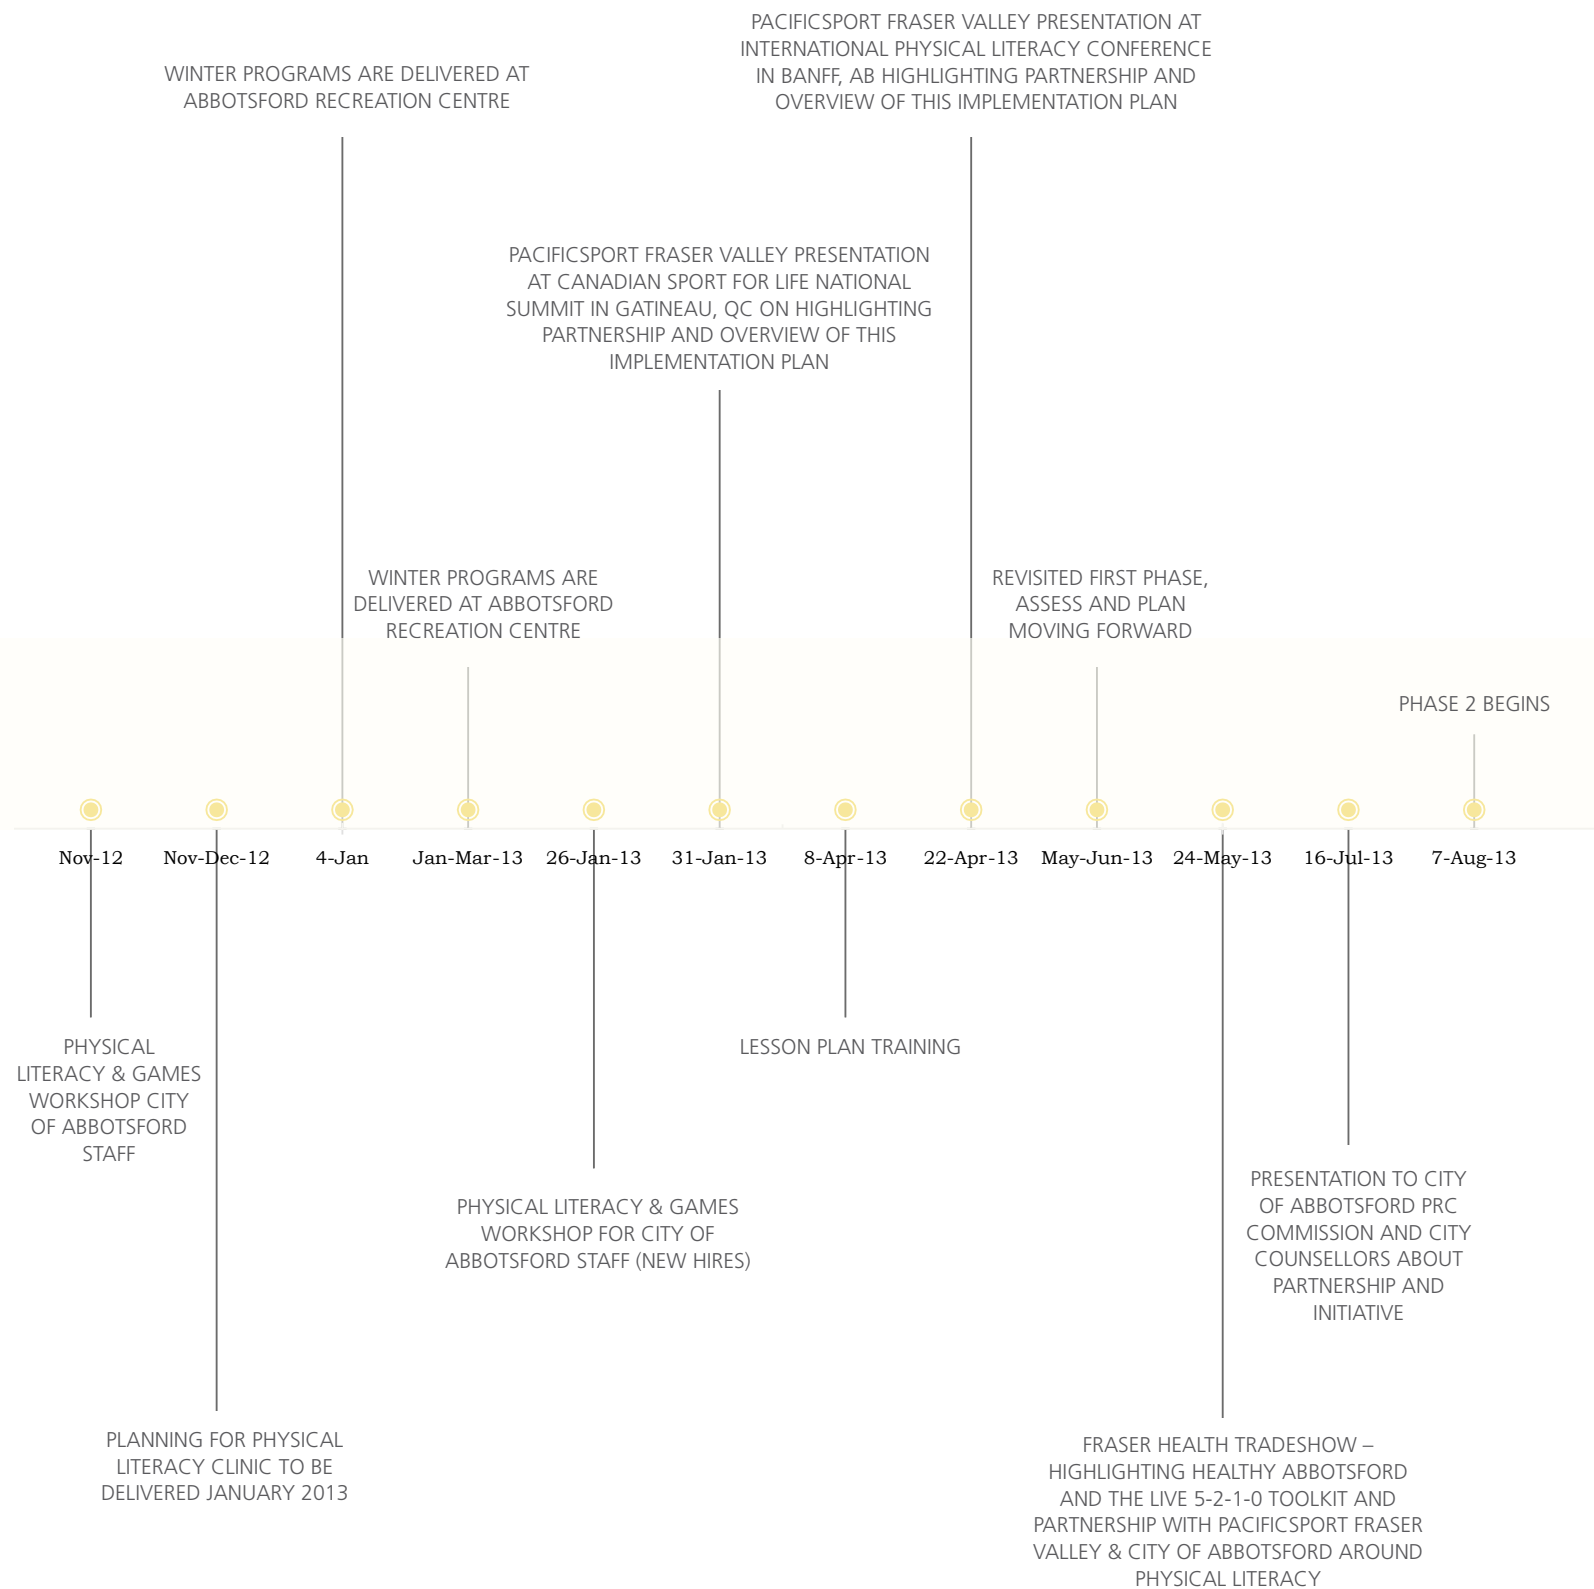 PACIFICSPORT FRASER VALLEY PRESENTATION AT
INTERNATIONAL PHYSICAL LITERACY CONFERENCE
IN BANFF, AB HIGHLIGHTING PARTNERSHIP AND
OVERVIEW OF THIS IMPLEMENTATION PLAN
WINTER PROGRAMS ARE DELIVERED AT
ABBOTSFORD RECREATION CENTRE
PACIFICSPORT FRASER VALLEY PRESENTATION
AT CANADIAN SPORT FOR LIFE NATIONAL
SUMMIT IN GATINEAU, QC ON HIGHLIGHTING
PARTNERSHIP AND OVERVIEW OF THIS
IMPLEMENTATION PLAN
WINTER PROGRAMS ARE
DELIVERED AT ABBOTSFORD
RECREATION CENTRE
REVISITED FIRST PHASE,
ASSESS AND PLAN
MOVING FORWARD
PHASE 2 BEGINS
Nov-12 Nov-Dec-12 4-Jan Jan-Mar-13 26-Jan-13 31-Jan-13 8-Apr-13 22-Apr-13 May-Jun-13 24-May-13 16-Jul-13 7-Aug-13
PHYSICAL
LITERACY & GAMES
WORKSHOP CITY
OF ABBOTSFORD
STAFF
LESSON PLAN TRAINING
PHYSICAL LITERACY & GAMES
WORKSHOP FOR CITY OF
ABBOTSFORD STAFF (NEW HIRES)
PRESENTATION TO CITY
OF ABBOTSFORD PRC
COMMISSION AND CITY
COUNSELLORS ABOUT
PARTNERSHIP AND
INITIATIVE
PLANNING FOR PHYSICAL
LITERACY CLINIC TO BE
DELIVERED JANUARY 2013
FRASER HEALTH TRADESHOW –
HIGHLIGHTING HEALTHY ABBOTSFORD
AND THE LIVE 5-2-1-0 TOOLKIT AND
PARTNERSHIP WITH PACIFICSPORT FRASER
VALLEY & CITY OF ABBOTSFORD AROUND
PHYSICAL LITERACY